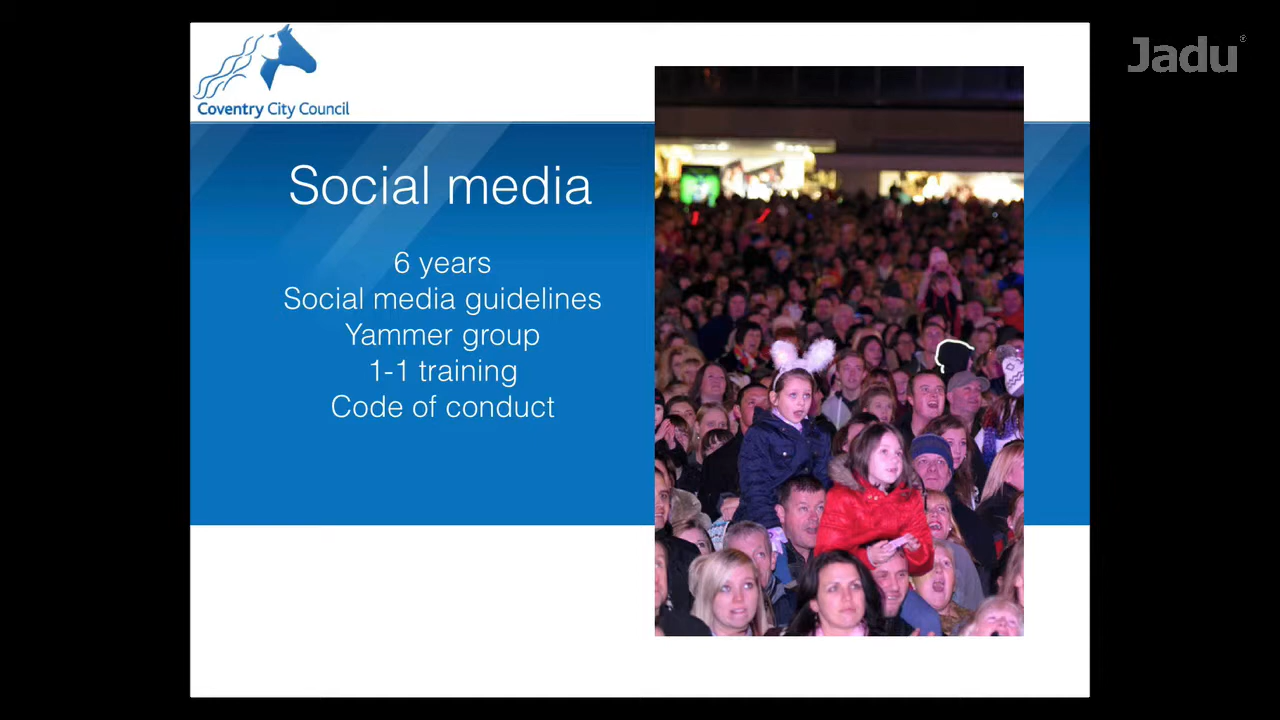 Coventry City Council
Jadu
Social media
6 years
Social media guidelines
Yammer group
1-1 training
Code of conduct